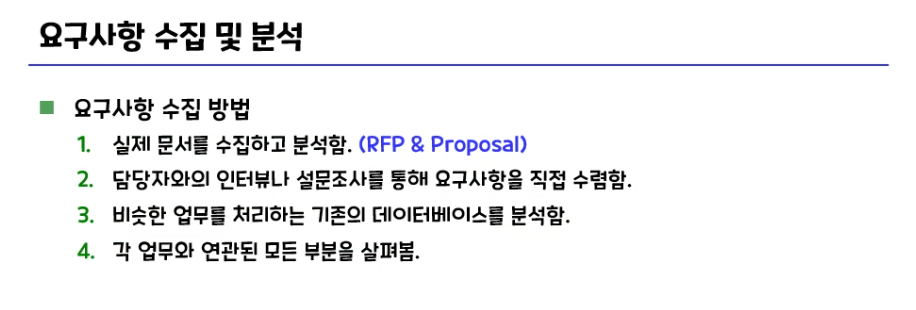 요구사항 수집 및 분석
■ 요구사항 수집 방법
1. 실제 문서를 수집하고 분석함. (RFP & Proposal)
2. 담당자와의 인터뷰나 설문조사를 통해 요구사항을 직접 수렴함.
3. 비슷한 업무를 처리하는 기존의 데이터베이스를 분석함.
4. 각 업무와 연관된 모든 부분을 살펴봄.